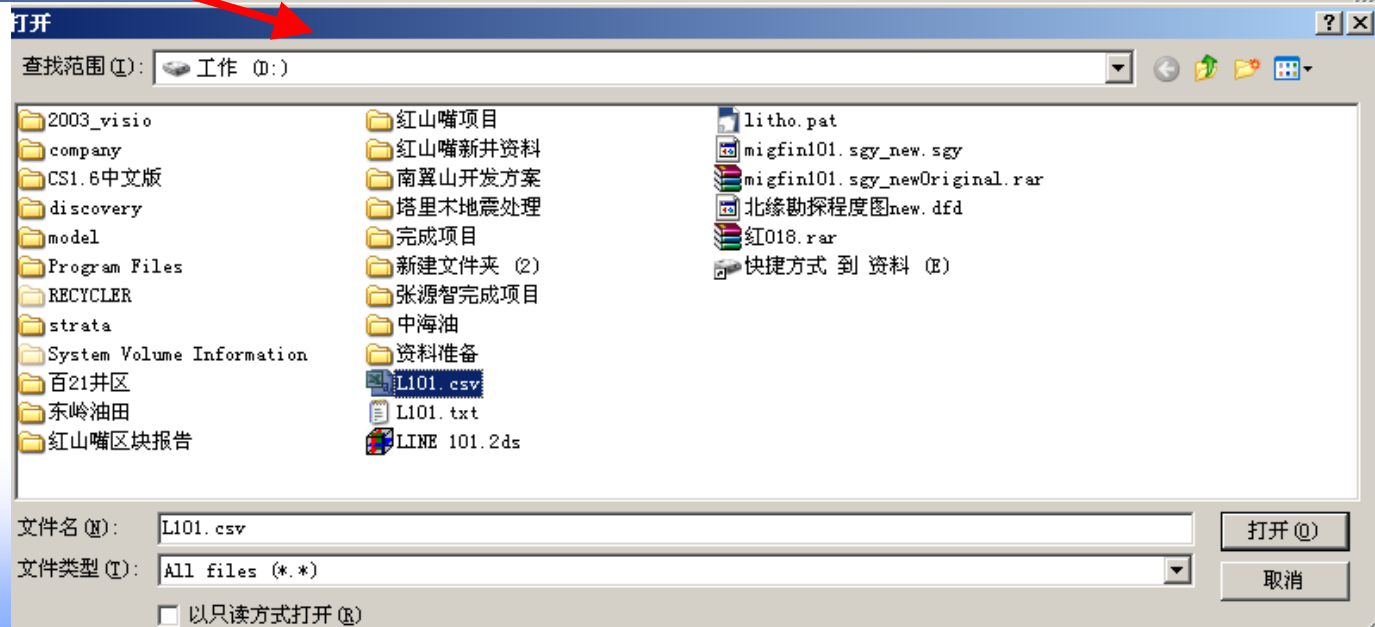 打开
查找范围(I): 工作 (D:)
2003_visio
company
CS1.6中文版
discovery
model
Program Files
RECYCLER
strata
System Volume Information
百21井区
东岭油田
红山嘴区块报告
红山嘴项目
红山嘴新井资料
南翼山开发方案
塔里木地震处理
完成项目
新建文件夹 (2)
张源智完成项目
中海油
资料准备
L101.csv
L101.txt
LINE 101.2ds
litho.pat
migfin101.sgy_new.sgy
migfin101.sgy_newOriginal.rar
北缘勘探程度图new.dfd
红018.rar
快捷方式 到 资料 (E)
文件名(N): L101.csv
打开(O)
文件类型(T): All files (*.*)
取消
以只读方式打开(R)